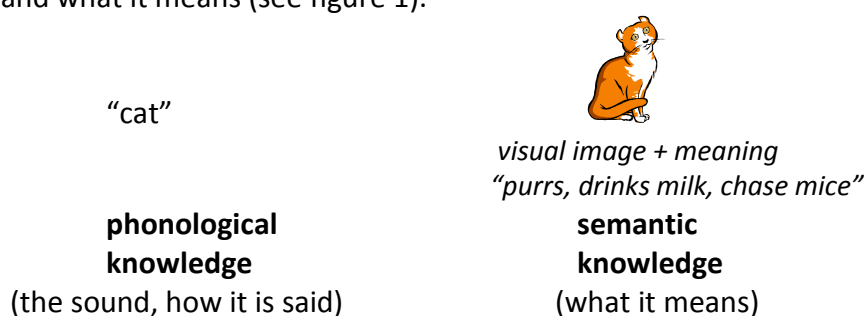 and what it means (see figure 1).
“cat”
visual image + meaning
“purrs, drinks milk, chase mice”
phonological semantic
knowledge knowledge
(the sound, how it is said) (what it means)